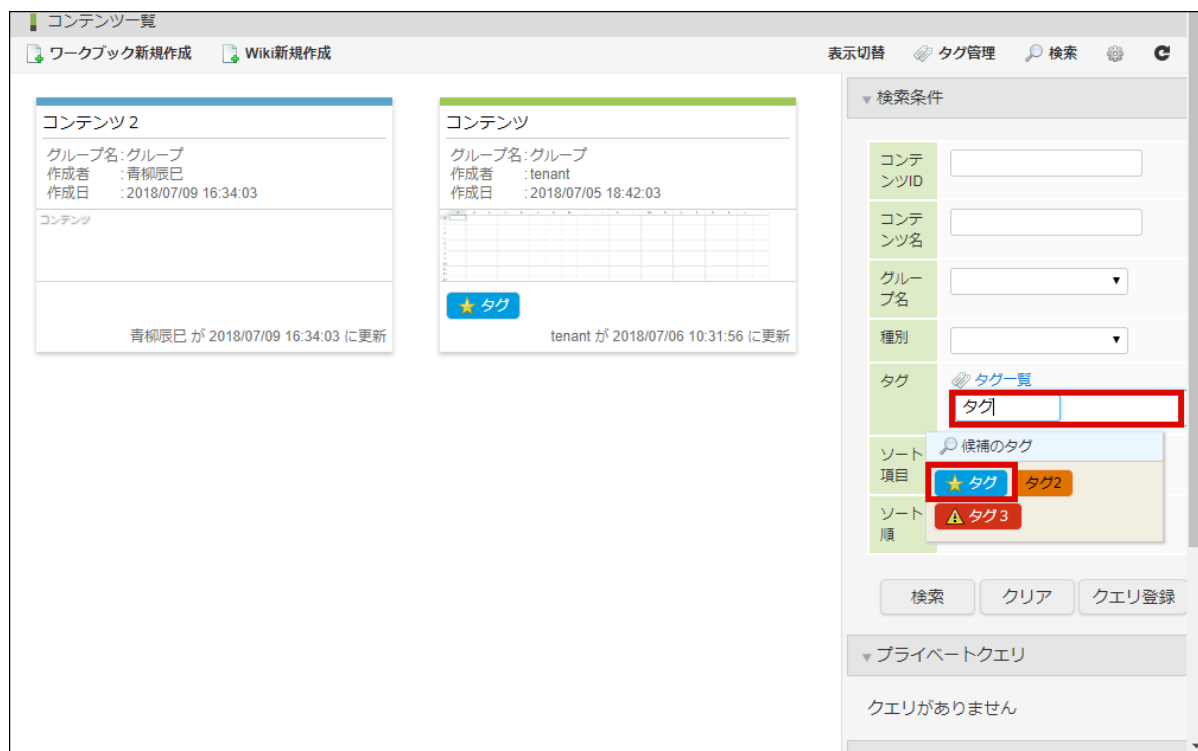 コンテンツ一覧
ワークブック新規作成 Wiki新規作成 表示切替 タグ管理 検索
コンテンツ 2
グループ名:グループ
作成者 :青柳辰巳
作成日 :2018/07/09 16:34:03
コンテンツ
青柳辰巳 が 2018/07/09 16:34:03 に更新
コンテンツ
グループ名:グループ
作成者 :tenant
作成日 :2018/07/05 18:42:03
タグ
tenant が 2018/07/06 10:31:56 に更新
検索条件
コンテ
ンツID
コンテ
ンツ名
グルー
プ名
種別
タグ
タグ一覧
タグ
候補のタグ
タグ タグ2
タグ 3
ソート
項目
ソート
順
検索 クリア クエリ登録
プライベートクエリ
クエリがありません